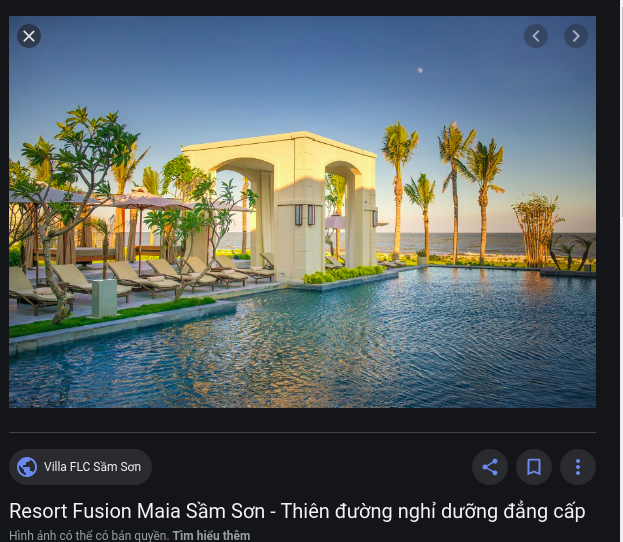 Villa FLC Sầm Sơn
Resort Fusion Maia Sầm Sơn - Thiên đường nghỉ dưỡng đẳng cấp
Hình ảnh có thể có bản quyền. Tìm hiểu thêm